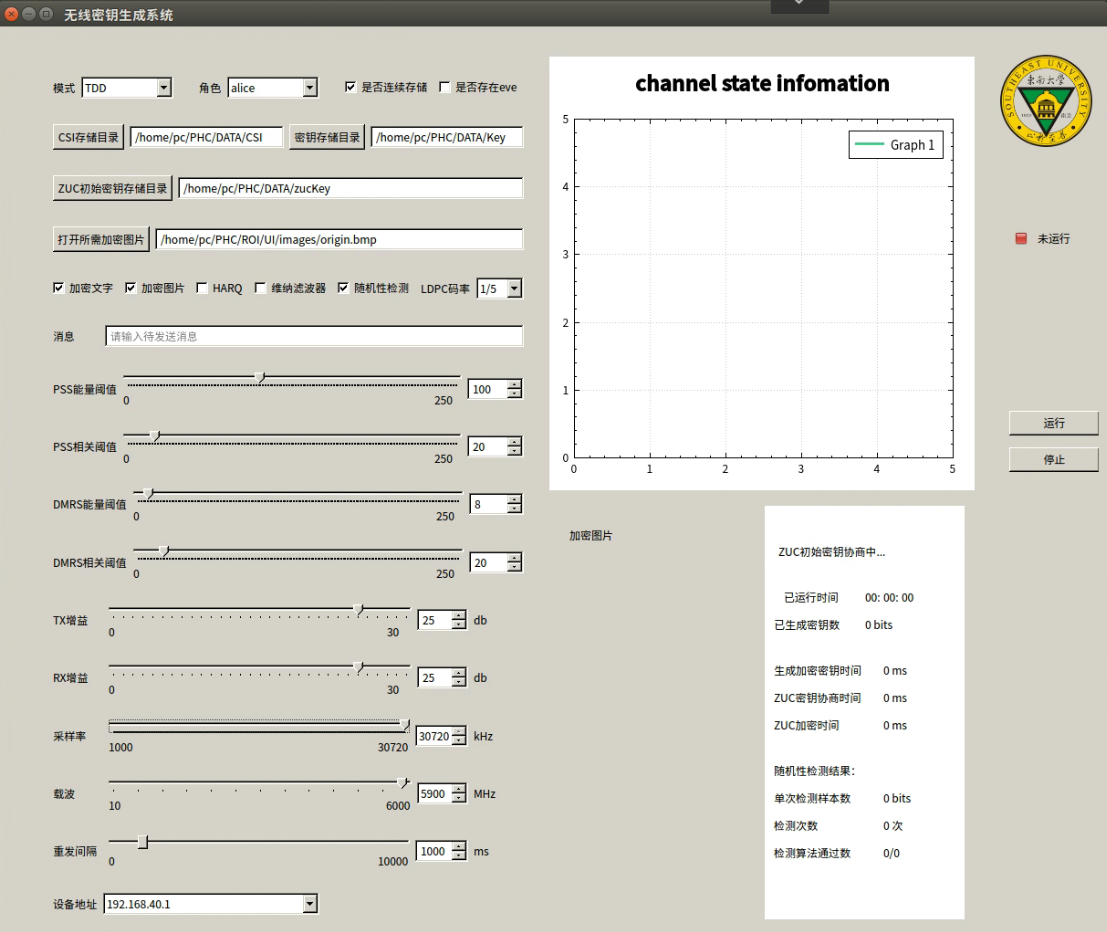 无线密钥生成系统
模式 TDD 角色 alice 是否连续存储 是否存在eve
CSI存储目录 /home/pc/PHC/DATA/CSI 密钥存储目录 /home/pc/PHC/DATA/Key
ZUC初始密钥存储目录 /home/pc/PHC/DATA/zucKey
打开所需加密图片 /home/pc/PHC/ROI/UI/images/origin.bmp
加密文字 加密图片 HARQ 维纳滤波器 随机性检测 LDPC码率 1/5
消息 请输入待发送消息
PSS能量阈值 100
0 250
PSS相关阈值 20
0 250
DMRS能量阈值 8
0 250
DMRS相关阈值 20
0 250
TX增益 25 db
0 30
RX增益 25 db
0 30
采样率 30720 kHz
1000 30720
载波 5900 MHz
10 6000
重发间隔 1000 ms
0 10000
设备地址 192.168.40.1
channel state infomation
Graph 1
5
4
3
2
1
0
0 1 2 3 4 5
SOUTHEAST UNIVERSITY
东南大学
未运行
运行
停止
加密图片
ZUC初始密钥协商中...
已运行时间 00: 00: 00
已生成密钥数 0 bits
生成加密密钥时间 0 ms
ZUC密钥协商时间 0 ms
ZUC加密时间 0 ms
随机性检测结果:
单次检测样本数 0 bits
检测次数 0 次
检测算法通过数 0/0